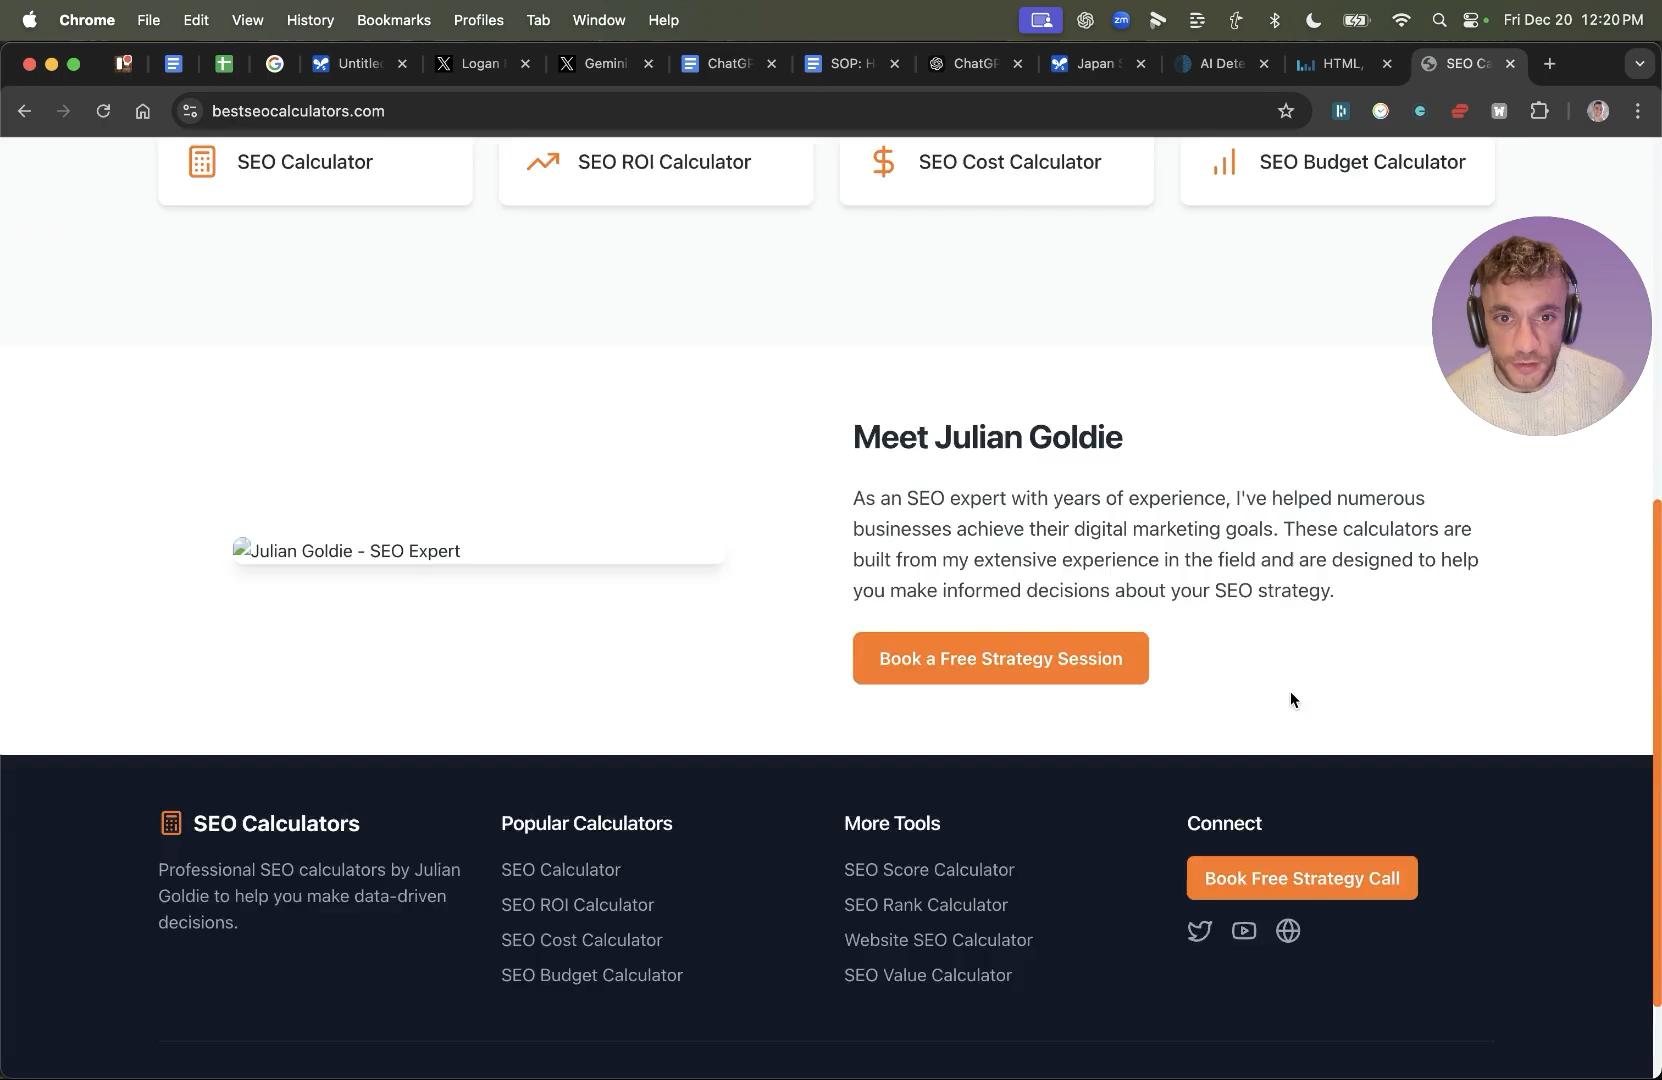 Chrome File Edit View History Bookmarks Profiles Tab Window Help zm Fri Dec 20 12:20 PM
Untitle Logan Gemini ChatGP SOP: H ChatGP Japan S AI Dete HTML, SEO Ca
bestseocalculators.com
SEO Calculator
SEO ROI Calculator
SEO Cost Calculator
SEO Budget Calculator
Meet Julian Goldie
As an SEO expert with years of experience, I've helped numerous
businesses achieve their digital marketing goals. These calculators are
built from my extensive experience in the field and are designed to help
you make informed decisions about your SEO strategy.
Julian Goldie - SEO Expert
Book a Free Strategy Session
SEO Calculators
Professional SEO calculators by Julian
Goldie to help you make data-driven
decisions.
Popular Calculators
SEO Calculator
SEO ROI Calculator
SEO Cost Calculator
SEO Budget Calculator
More Tools
SEO Score Calculator
SEO Rank Calculator
Website SEO Calculator
SEO Value Calculator
Connect
Book Free Strategy Call